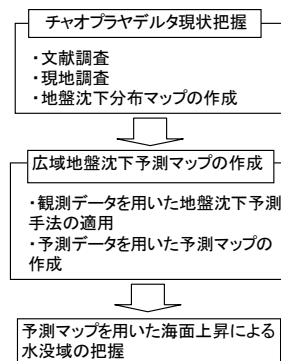 チャオプラヤデルタ現状把握
・文献調査
・現地調査
・地盤沈下分布マップの作成
広域地盤沈下予測マップの作成
・観測データを用いた地盤沈下予測
手法の適用
・予測データを用いた予測マップの
作成
予測マップを用いた海面上昇による
水没域の把握